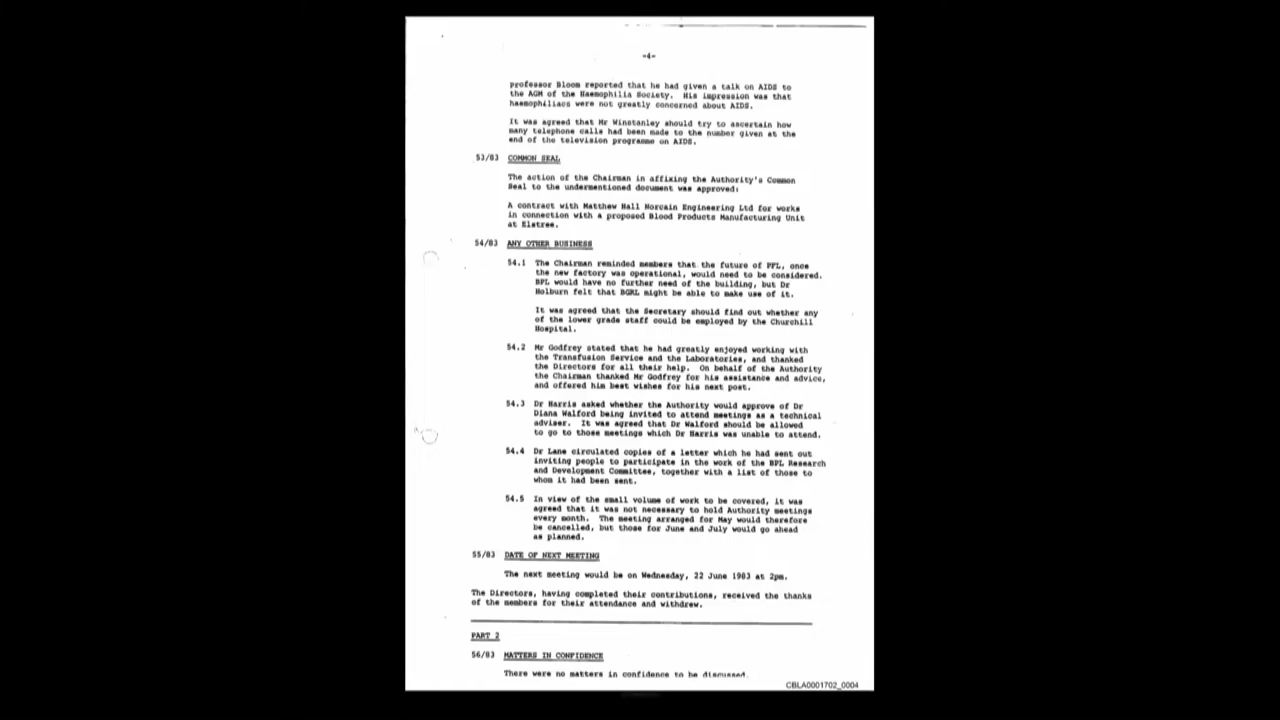 -4-
Professor Bloom reported that he had given a talk on AIDS to
the AGM of the Haemophilia Society. His impression was that
haemophiliacs were not greatly concerned about AIDS.
It was agreed that Mr Winstanley should try to ascertain how
many telephone calls had been made to the number given at the
end of the television programme on AIDS.
53/83 COMMON SEAL
The action of the Chairman in affixing the Authority's Common
Seal to the undermentioned document was approved:
A contract with Matthew Hall Norcain Engineering Ltd for works
in connection with a proposed Blood Products Manufacturing Unit
at Elstree.
54/83 ANY OTHER BUSINESS
54.1 The Chairman reminded members that the future of PFL, once
the new factory was operational, would need to be considered.
BPL would have no further need of the building, but Dr
Holburn felt that BGRL might be able to make use of it.
It was agreed that the Secretary should find out whether any
of the lower grade staff could be employed by the Churchill
Hospital.
54.2 Mr Godfrey stated that he had greatly enjoyed working with
the Transfusion Service and the Laboratories, and thanked
the Directors for all their help. On behalf of the Authority
the Chairman thanked Mr Godfrey for his assistance and advice,
and offered him best wishes for his next post.
54.3 Dr Harris asked whether the Authority would approve of Dr
Diana Walford being invited to attend meetings as a technical
adviser. It was agreed that Dr Walford should be allowed
to go to those meetings which Dr Harris was unable to attend.
54.4 Dr Lane circulated copies of a letter which he had sent out
inviting people to participate in the work of the BPL Research
and Development Committee, together with a list of those to
whom it had been sent.
54.5 In view of the small volume of work to be covered, it was
agreed that it was not necessary to hold Authority meetings
every month. The meeting arranged for May would therefore
be cancelled, but those for June and July would go ahead
as planned.
55/83 DATE OF NEXT MEETING
The next meeting would be on Wednesday, 22 June 1983 at 2pm.
The Directors, having completed their contributions, received the thanks
of the members for their attendance and withdrew.
PART 2
56/83 MATTERS IN CONFIDENCE
There were no matters in confidence to be discussed.
CBLA0001702_0004